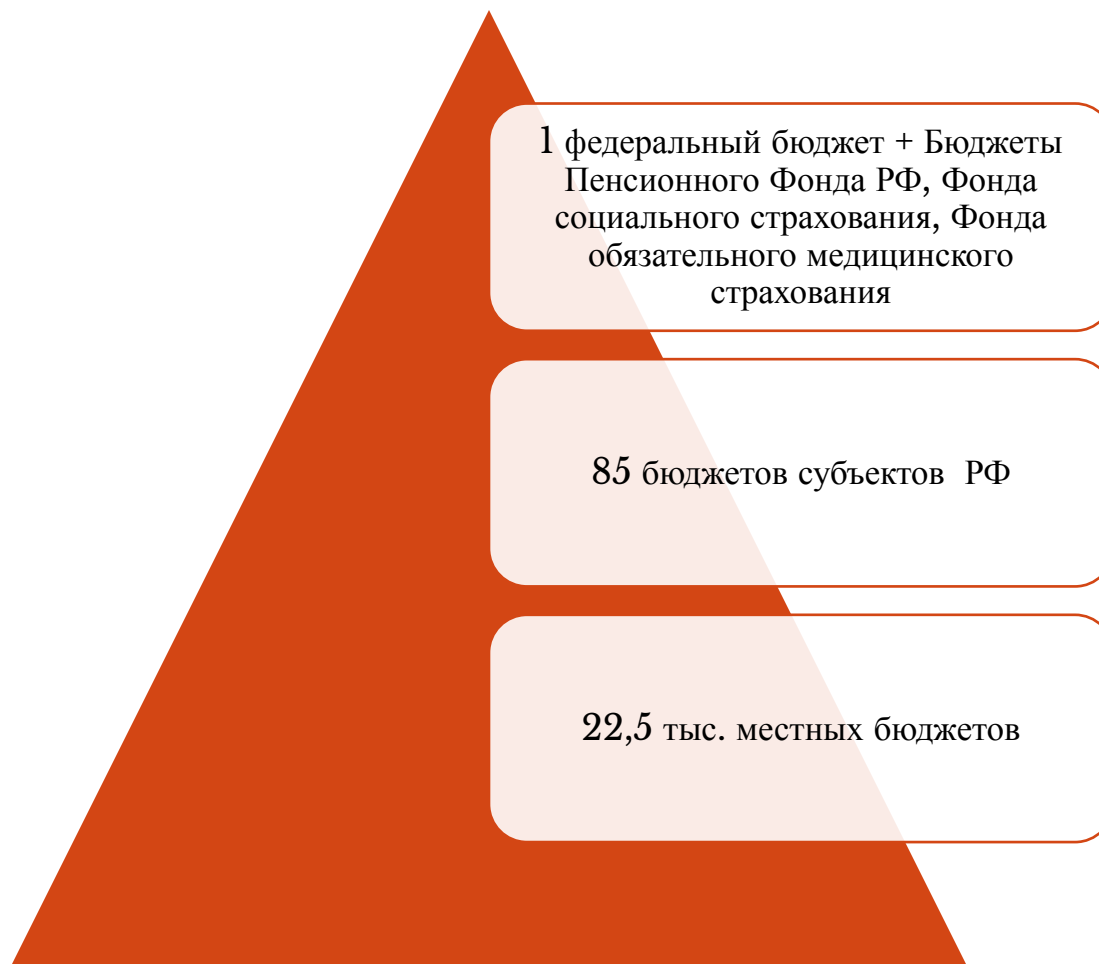 1 федеральный бюджет + Бюджеты
Пенсионного Фонда РФ, Фонда
социального страхования, Фонда
обязательного медицинского
страхования
85 бюджетов субъектов РФ
22,5 тыс. местных бюджетов